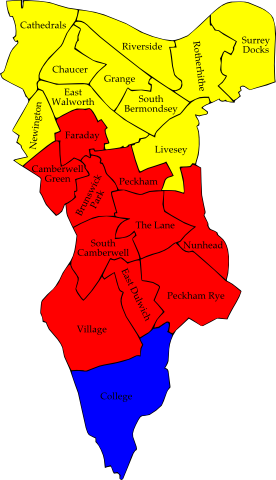 Cathedrals
Riverside
Rotherhithe
Surrey
Docks
Chaucer
Grange
East
Walworth
South
Bermondsey
Newington
Faraday
Livesey
Camberwell
Green
Brunswick
Park
Peckham
The Lane
South
Camberwell
Nunhead
East Dulwich
Peckham Rye
Village
College